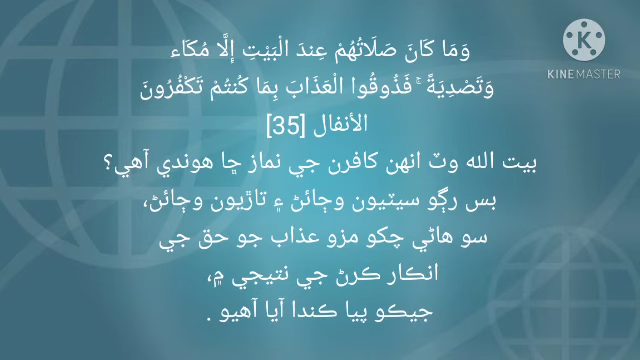 وَمَا كَانَ صَلَاتُهُمْ عِندَ الْبَيْتِ إِلَّا مُكَاء
وَتَصْدِيَةً ۚ فَذُوقُوا الْعَذَابَ بِمَا كُنتُمْ تَكْفُرُونَ
الأنفال [35]
بيت الله وٽ انهن ڪافرن جي نماز ڇا هوندي آهي؟
بس رڳو سيٽيون وڄائڻ ۽ تاڙيون وڄائڻ،
سو هاڻي چکو مزو عذاب جو حق جي
انڪار ڪرڻ جي نتيجي ۾،
جيڪو پيا ڪندا آيا آهيو .
K
KINEMASTER